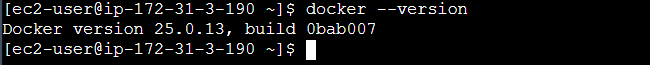 [ec2-user@ip-172-31-3-190 ~]$ docker --version
Docker version 25.0.13, build 0bab007
[ec2-user@ip-172-31-3-190 ~]$